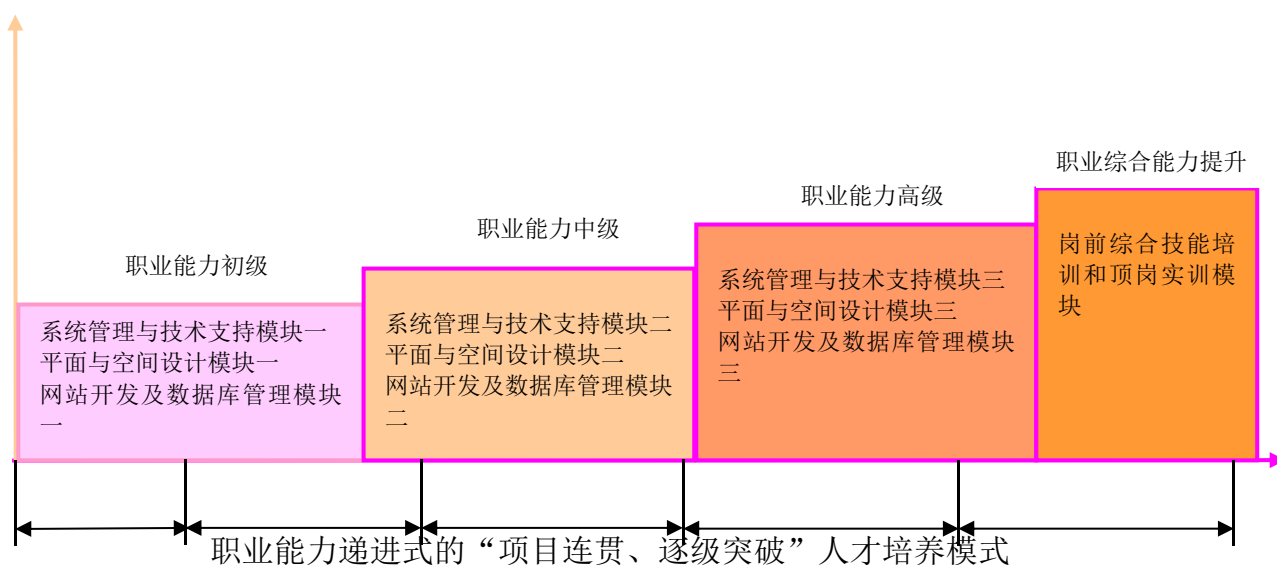 职业综合能力提升
职业能力高级
职业能力中级
职业能力初级
系统管理与技术支持模块一
平面与空间设计模块一
网站开发及数据库管理模块
一
系统管理与技术支持模块二
平面与空间设计模块二
网站开发及数据库管理模块
二
系统管理与技术支持模块三
平面与空间设计模块三
网站开发及数据库管理模块
三
岗前综合技能培
训和顶岗实训模
块
职业能力递进式的“项目连贯、逐级突破”人才培养模式